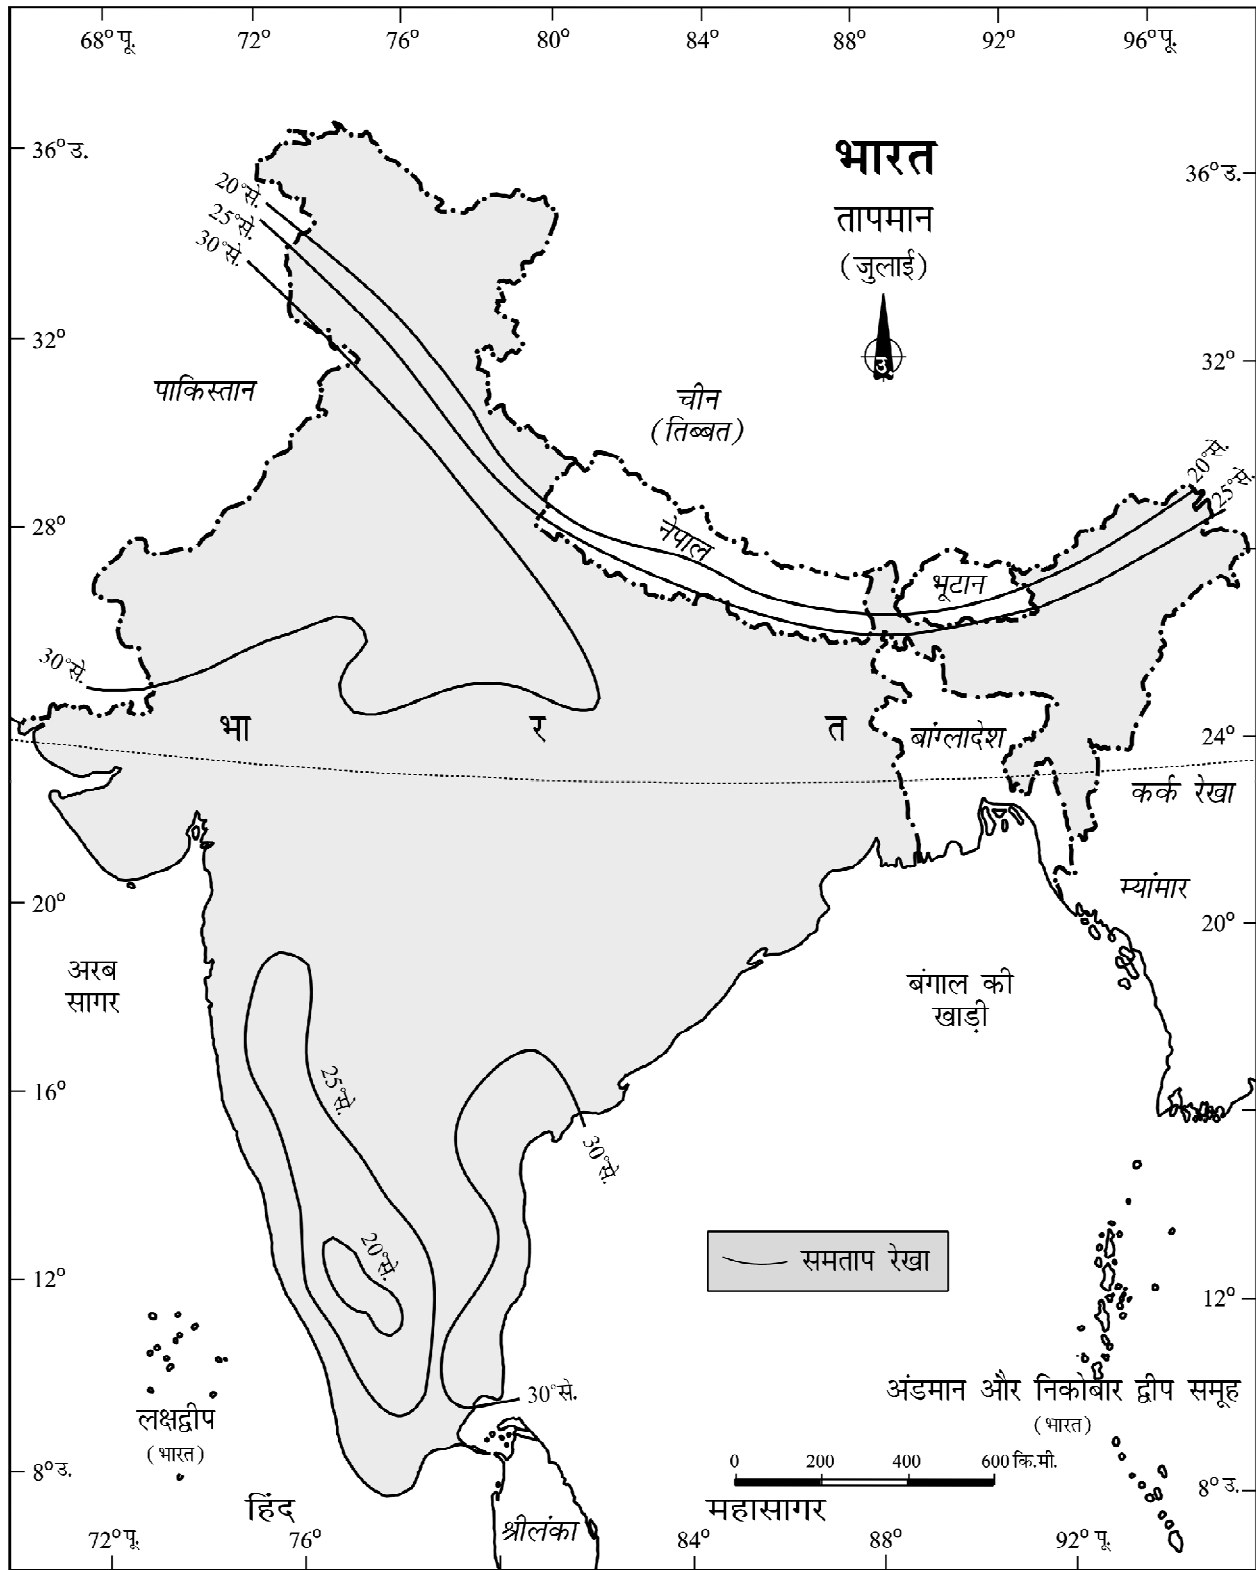 68° पू.
72°
76°
80°
84°
88°
92°
96° पू.
36° उ.
भारत
36° उ.
तापमान
(जुलाई)
20°से.
25°से.
30°से.
उ
32°
32°
पाकिस्तान
चीन
(तिब्बत)
20°से.
25°से.
28°
नेपाल
भूटान
30°से.
भा
र
त
बांग्लादेश
24°
कर्क रेखा
म्यांमार
20°
20°
अरब
सागर
बंगाल की
खाड़ी
16°
25°से.
30°से.
20°से.
समताप रेखा
12°
12°
30°से.
अंडमान और निकोबार द्वीप समूह
(भारत)
लक्षद्वीप
(भारत)
0 200 400 600 कि.मी.
8° उ.
8° उ.
हिंद
महासागर
श्रीलंका
72° पू.
76°
84°
88°
92° पू.